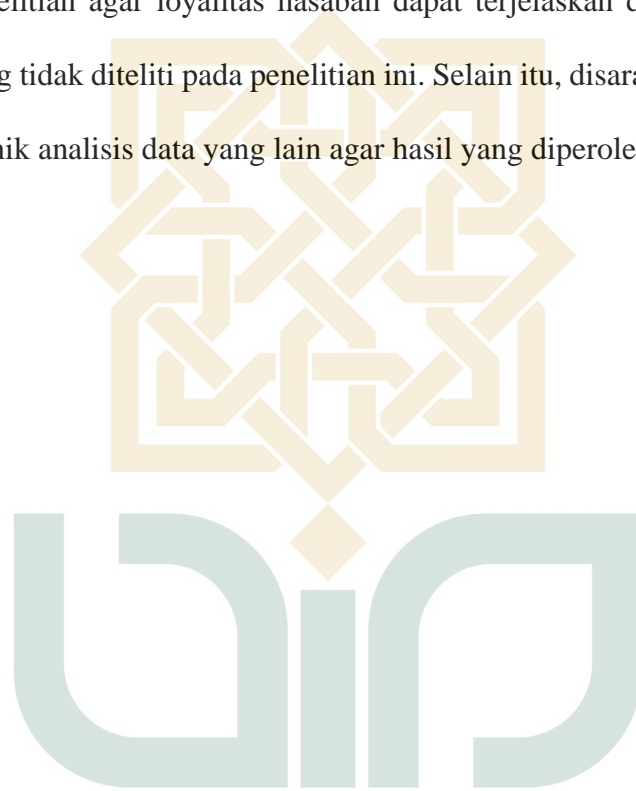 elitian agar loyalitas nasabah dapat terjelaskan d
g tidak diteliti pada penelitian ini. Selain itu, disara
nik analisis data yang lain agar hasil yang diperole